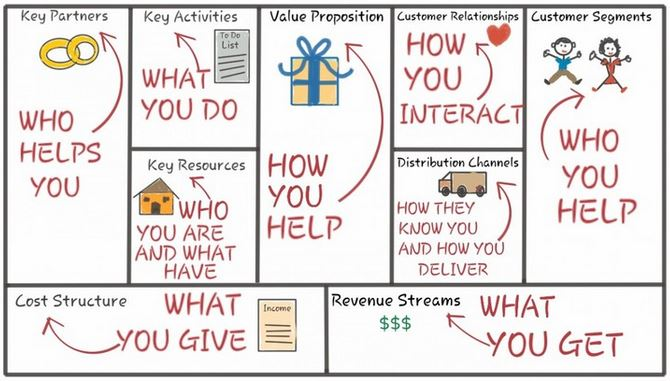 Key Partners
WHO
HELPS
YOU
Key Activities
To Do
List
WHAT
YOU DO
Key Resources
WHO
YOU ARE
AND WHAT
HAVE
Value Proposition
HOW
YOU
HELP
Customer Relationships
HOW
YOU
INTERACT
Distribution Channels
HOW THEY
KNOW YOU
AND HOW YOU
DELIVER
Customer Segments
WHO
YOU
HELP
Cost Structure
WHAT
YOU GIVE
Income
Revenue Streams
$$$
WHAT
YOU GET